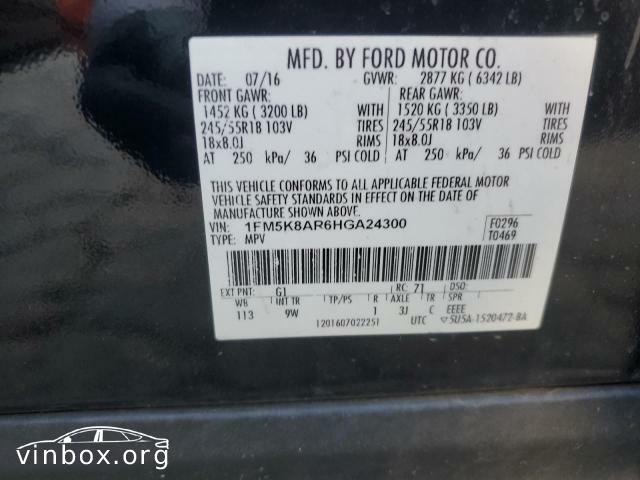 MFD. BY FORD MOTOR CO.
DATE: 07/16 GVWR: 2877 KG ( 6342 LB)
FRONT GAWR: REAR GAWR:
1452 KG ( 3200 LB) WITH 1520 KG ( 3350 LB) WITH
245/55R18 103V TIRES 245/55R18 103V TIRES
18x8.0J RIMS 18x8.0J RIMS
AT 250 kPa/ 36 PSI COLD AT 250 kPa/ 36 PSI COLD
THIS VEHICLE CONFORMS TO ALL APPLICABLE FEDERAL MOTOR
VEHICLE SAFETY STANDARDS IN EFFECT ON THE DATE OF
MANUFACTURE SHOWN ABOVE.
VIN: 1FM5K8AR6HGA24300 F0296
TYPE: MPV T0469
EXT PNT: G1 RC: 71 DSO:
WB INT TR TP/PS R AXLE TR SPR
113 9W 1 3J C EEEE
1201607022251 UTC 5U5A-1520472-BA
vinbox.org